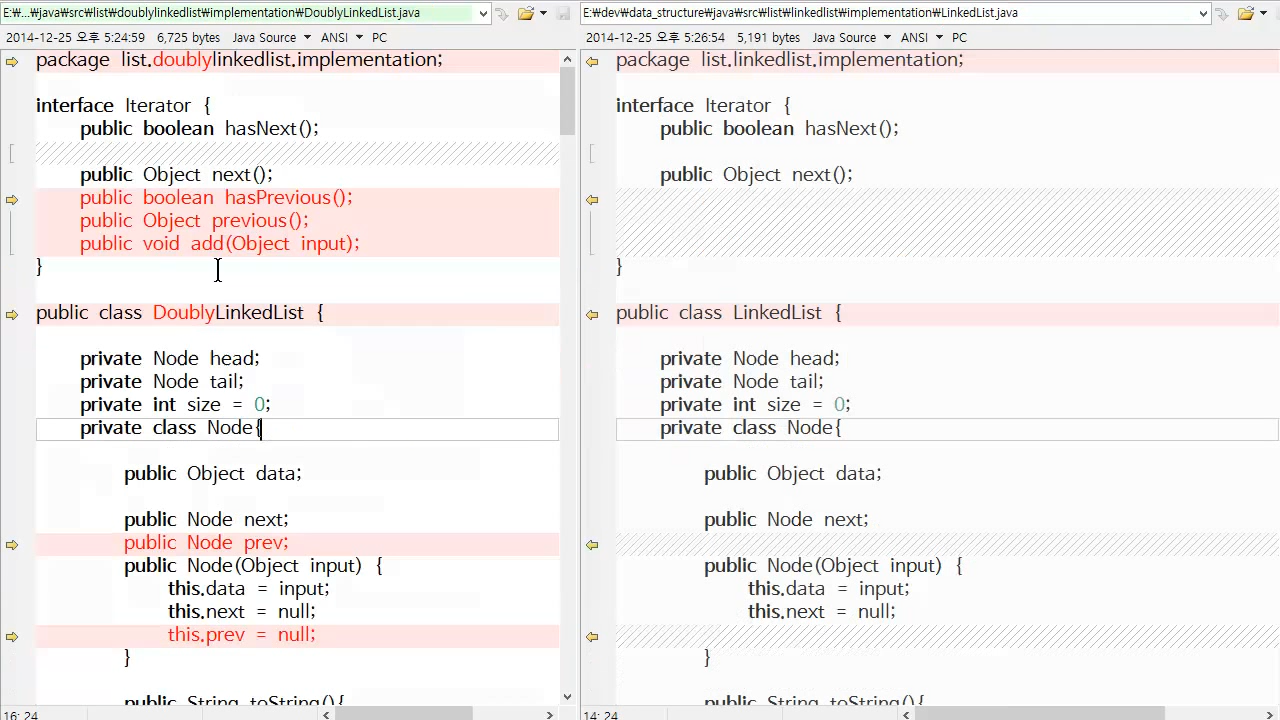 E:₩...₩java₩src₩list₩doublylinkedlist₩implementation₩DoublyLinkedList.java
2014-12-25 오후 5:24:59 6,725 bytes Java Source ANSI PC
package list.doublylinkedlist.implementation;
interface Iterator {
public boolean hasNext();
public Object next();
public boolean hasPrevious();
public Object previous();
public void add(Object input);
}
public class DoublyLinkedList {
private Node head;
private Node tail;
private int size = 0;
private class Node{
public Object data;
public Node next;
public Node prev;
public Node(Object input) {
this.data = input;
this.next = null;
this.prev = null;
}
public String toString(){
16: 24
E:₩dev₩data_structure₩java₩src₩list₩linkedlist₩implementation₩LinkedList.java
2014-12-25 오후 5:26:54 5,191 bytes Java Source ANSI PC
package list.linkedlist.implementation;
interface Iterator {
public boolean hasNext();
public Object next();
}
public class LinkedList {
private Node head;
private Node tail;
private int size = 0;
private class Node{
public Object data;
public Node next;
public Node(Object input) {
this.data = input;
this.next = null;
}
public String toString(){
14: 24